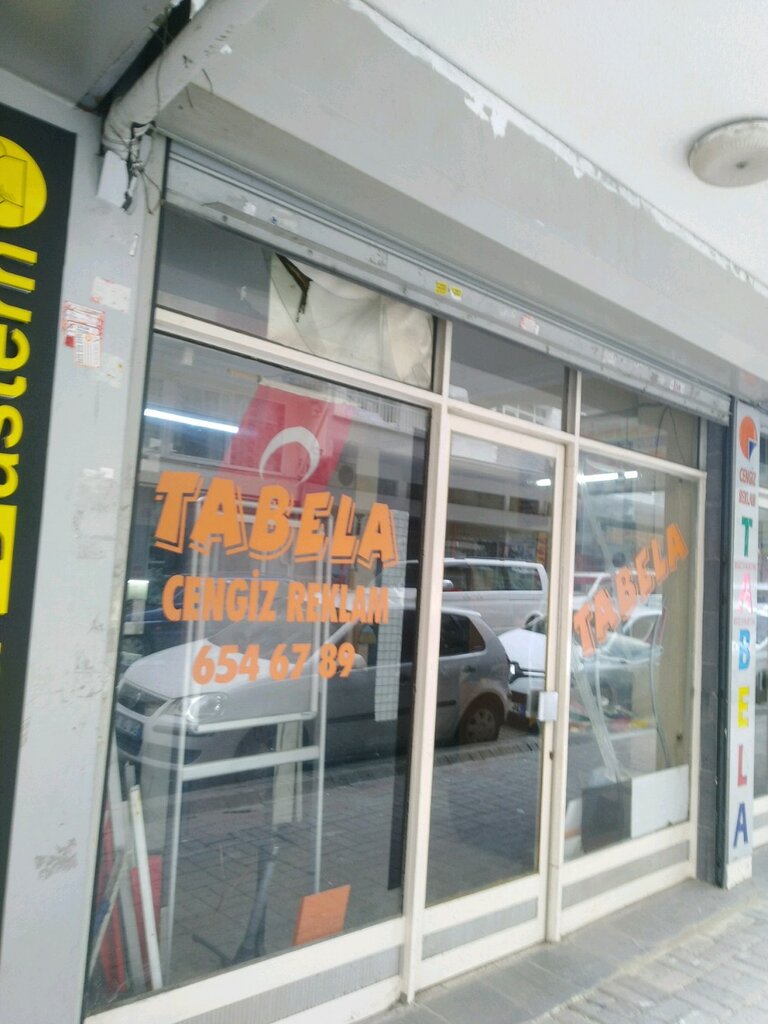 TABELA
CENGİZ REKLAM
654 67 89
TABELA
CENGİZ
REKLAM
TABELA